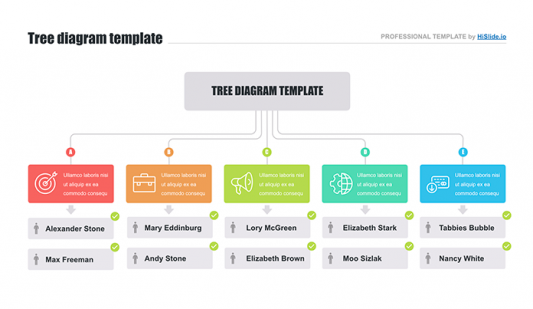 Tree diagram template
PROFESSIONAL TEMPLATE by HiSlide.io
TREE DIAGRAM TEMPLATE
A
B
C
D
E
Ullamco laboris nisi
ut aliquip ex ea
commodo consequ
Ullamco laboris nisi
ut aliquip ex ea
commodo consequ
Ullamco laboris nisi
ut aliquip ex ea
commodo consequ
Ullamco laboris nisi
ut aliquip ex ea
commodo consequ
Ullamco laboris nisi
ut aliquip ex ea
commodo consequ
Alexander Stone
Mary Eddinburg
Lory McGreen
Elizabeth Stark
Tabbies Bubble
Max Freeman
Andy Stone
Elizabeth Brown
Moo Sizlak
Nancy White